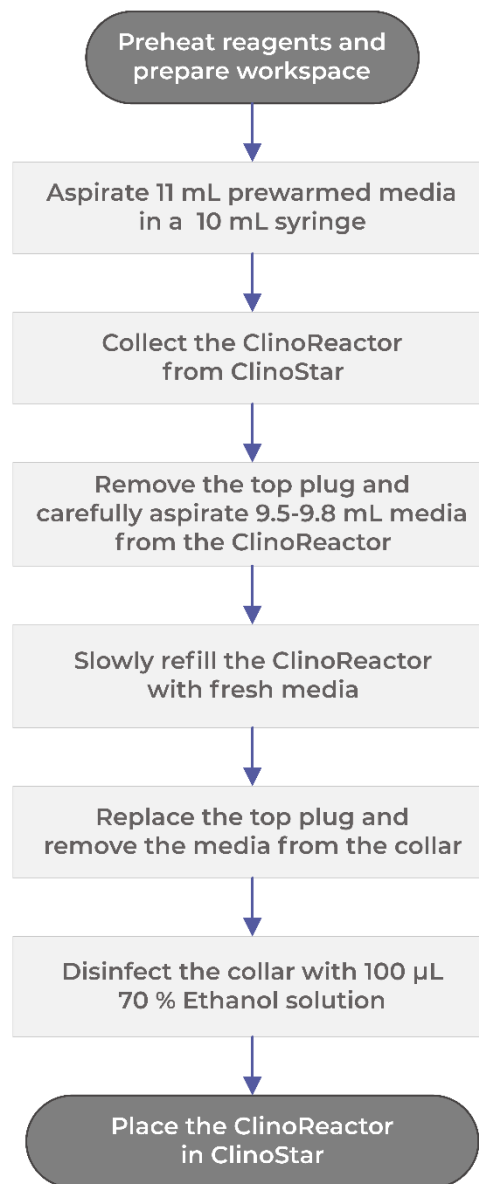 Preheat reagents and
prepare workspace
Aspirate 11 mL prewarmed media
in a 10 mL syringe
Collect the ClinoReactor
from ClinoStar
Remove the top plug and
carefully aspirate 9.5-9.8 mL media
from the ClinoReactor
Slowly refill the ClinoReactor
with fresh media
Replace the top plug and
remove the media from the collar
Disinfect the collar with 100 µL
70 % Ethanol solution
Place the ClinoReactor
in ClinoStar